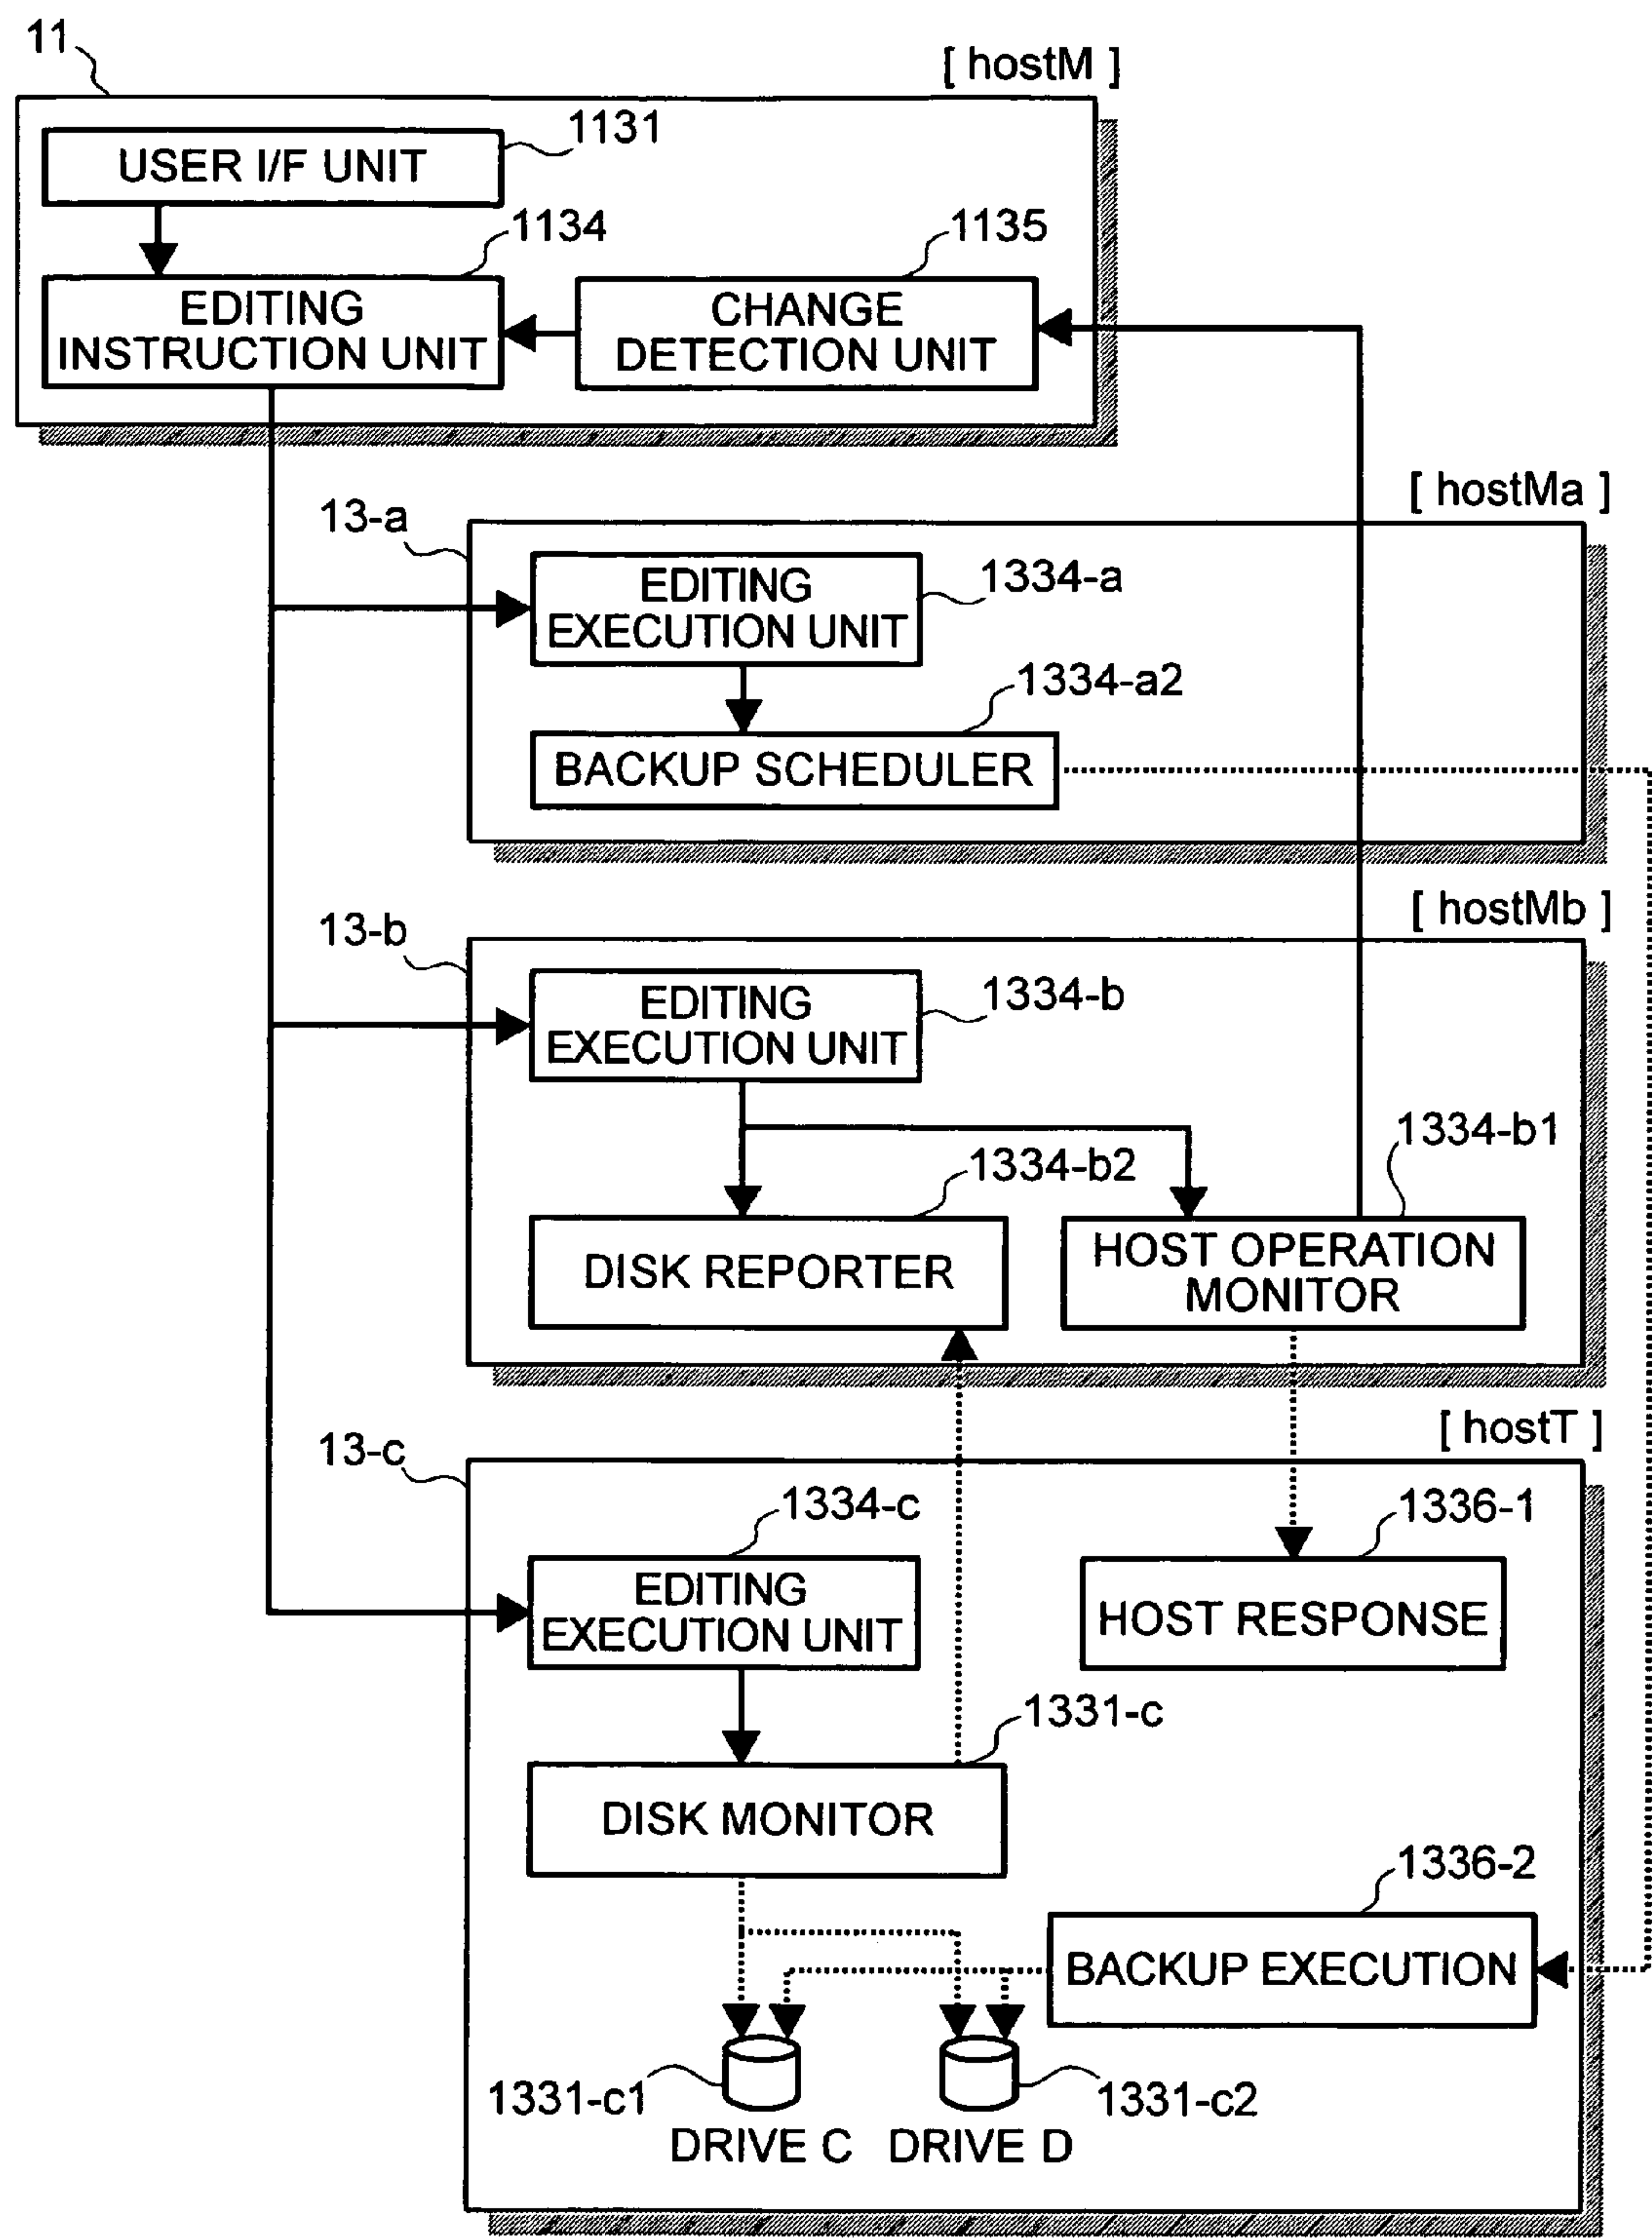 11
[ hostM ]
1131
USER I/F UNIT
1134
1135
EDITING
INSTRUCTION UNIT
CHANGE
DETECTION UNIT
[ hostMa ]
13-a
EDITING
EXECUTION UNIT
1334-a
1334-a2
BACKUP SCHEDULER
[ hostMb ]
13-b
EDITING
EXECUTION UNIT
1334-b
1334-b1
1334-b2
DISK REPORTER
HOST OPERATION
MONITOR
[ hostT ]
13-c
1334-c
1336-1
EDITING
EXECUTION UNIT
HOST RESPONSE
1331-c
DISK MONITOR
1336-2
BACKUP EXECUTION
1331-c1
1331-c2
DRIVE C
DRIVE D